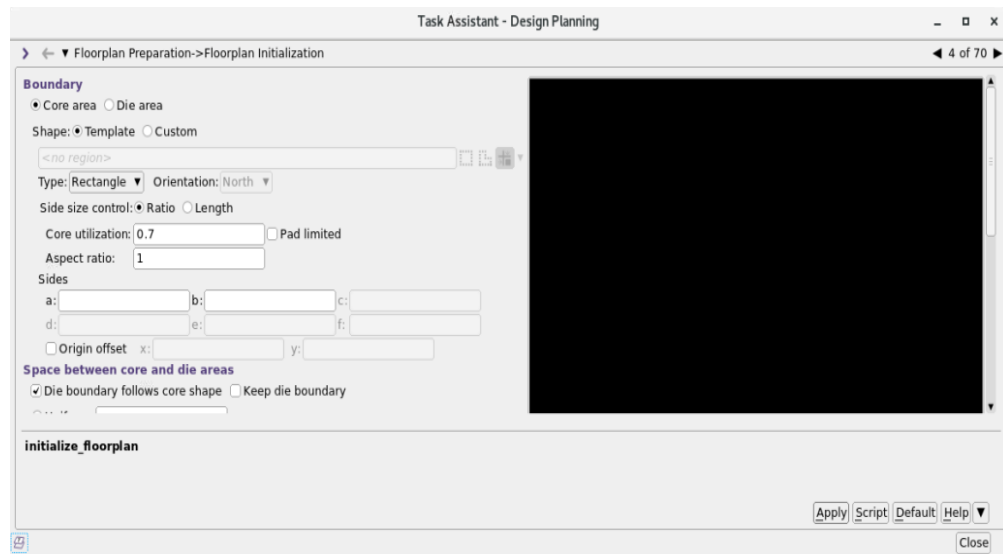 Task Assistant - Design Planning
Floorplan Preparation->Floorplan Initialization
4 of 70
Boundary
Core area Die area
Shape: Template Custom
<no region>
Type: Rectangle Orientation: North
Side size control: Ratio Length
Core utilization: 0.7 Pad limited
Aspect ratio: 1
Sides
a: b: c:
d: e: f:
Origin offset x: y:
Space between core and die areas
Die boundary follows core shape Keep die boundary
initialize_floorplan
Apply Script Default Help
Close